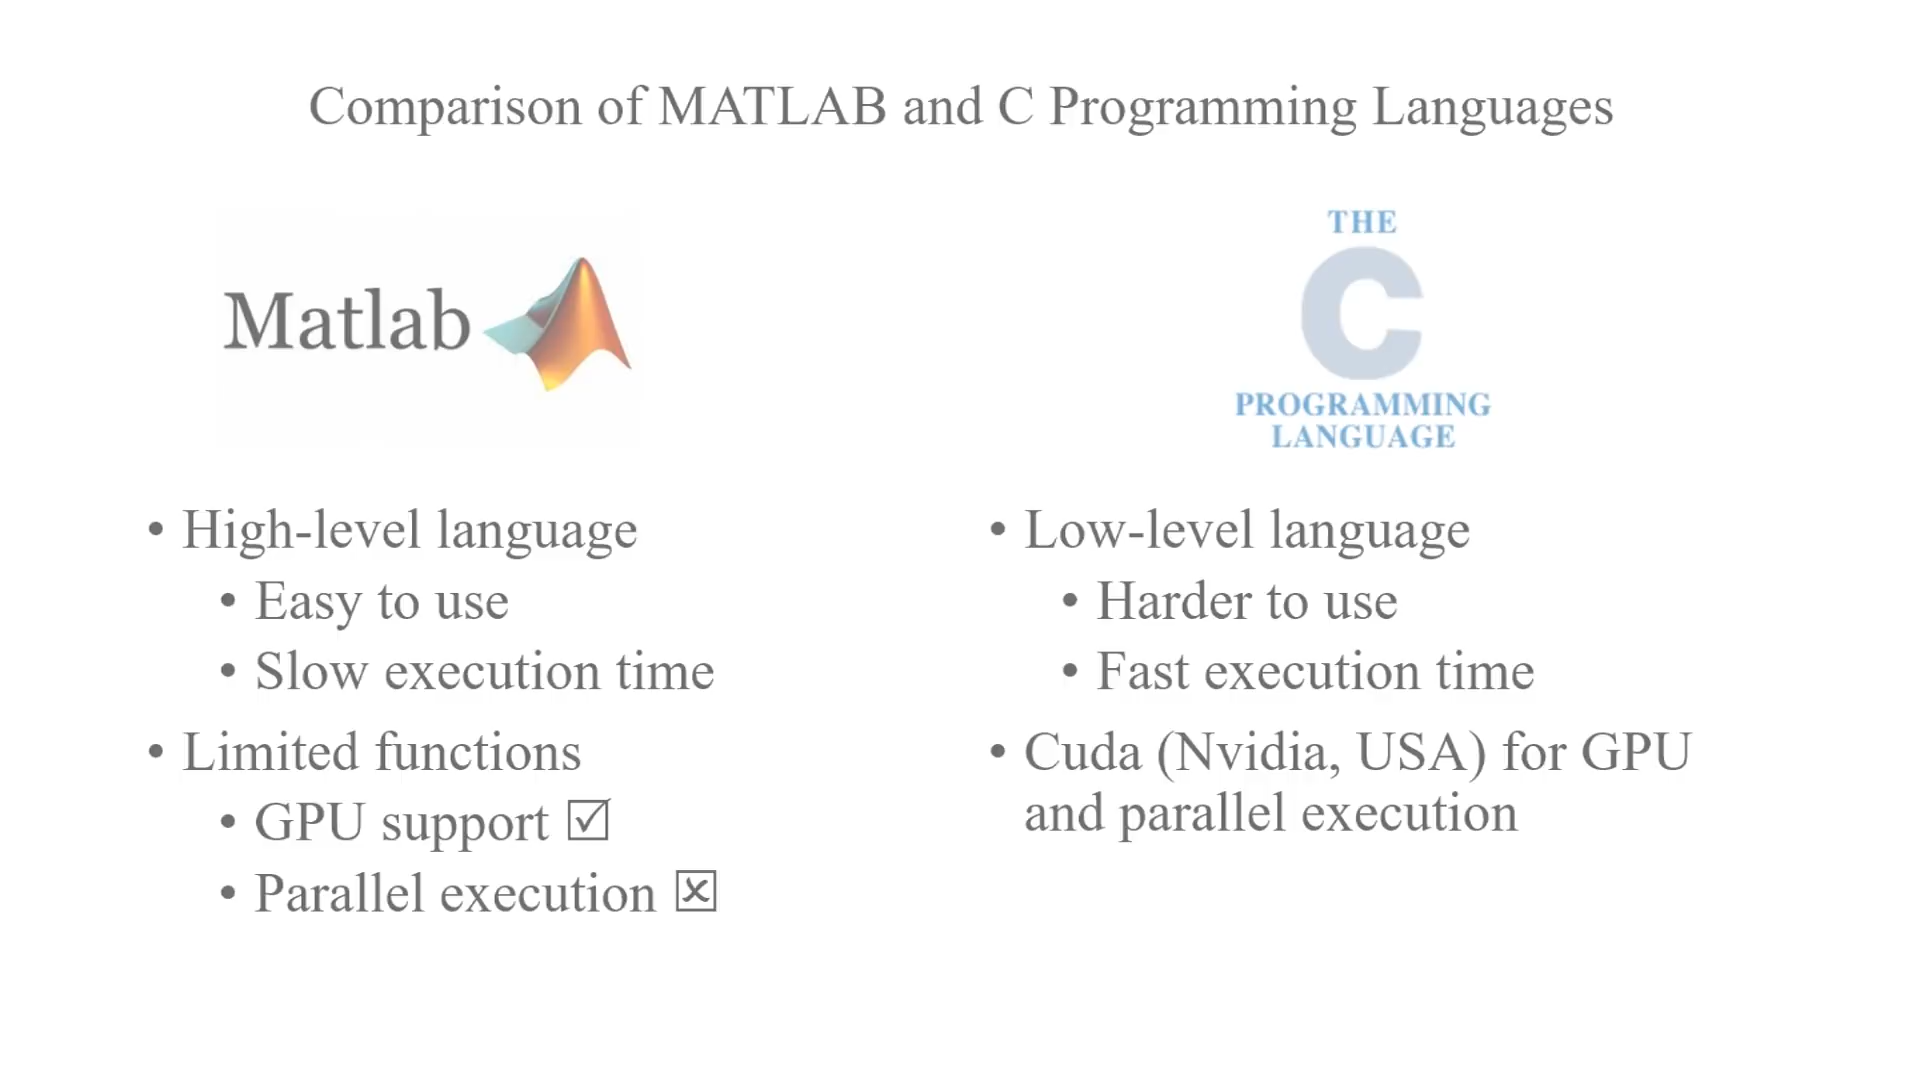 Comparison of MATLAB and C Programming Languages
Matlab
THE
C
PROGRAMMING
LANGUAGE
• High-level language
• Easy to use
• Slow execution time
• Limited functions
• GPU support ☑
• Parallel execution ☒
• Low-level language
• Harder to use
• Fast execution time
• Cuda (Nvidia, USA) for GPU
and parallel execution